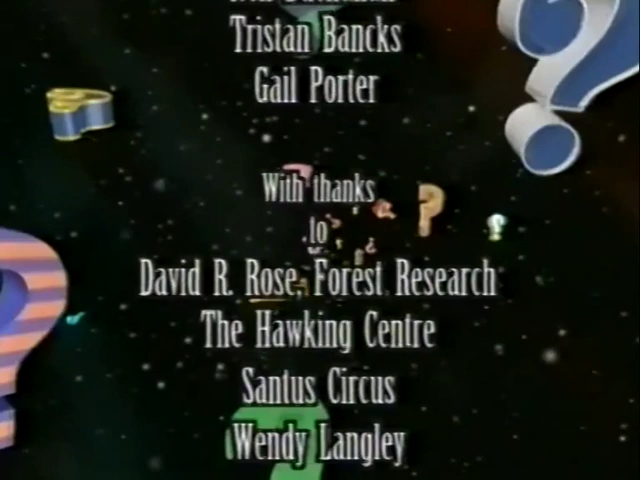 Tristan Bancks
Gail Porter
With thanks
to
David R. Rose, Forest Research
The Hawking Centre
Santus Circus
Wendy Langley